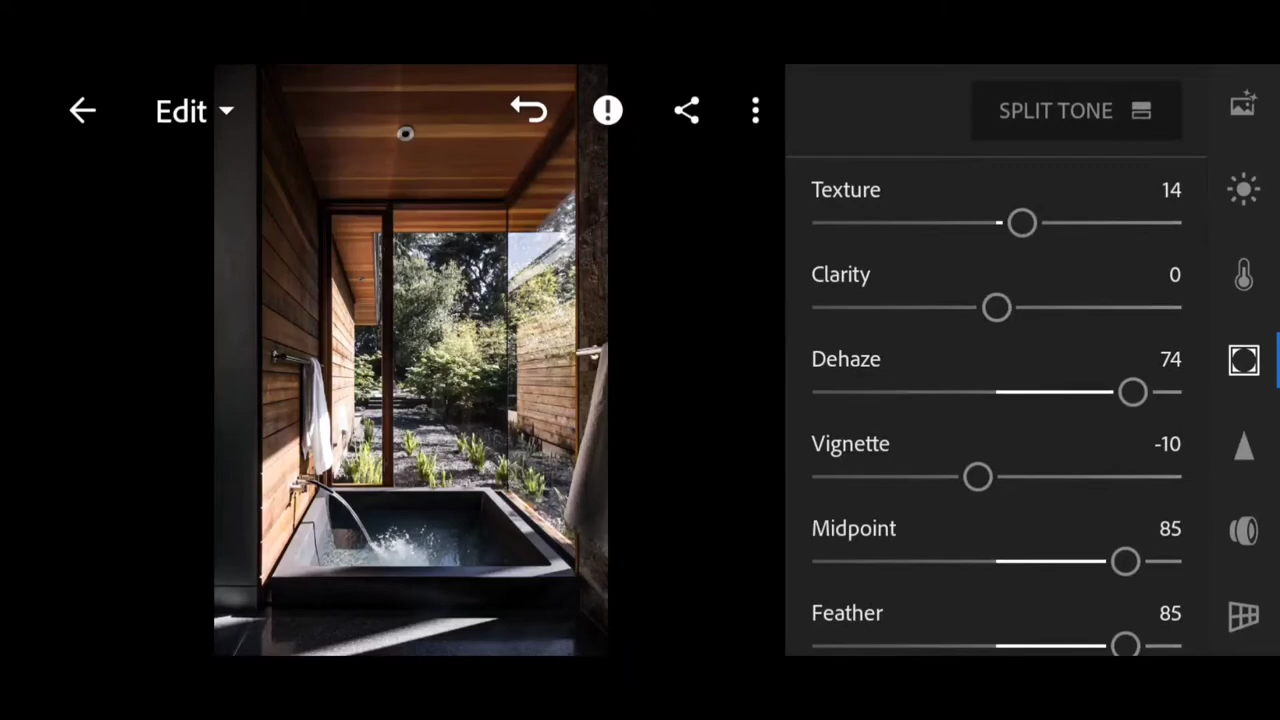 Edit
SPLIT TONE
Texture 14
Clarity 0
Dehaze 74
Vignette -10
Midpoint 85
Feather 85